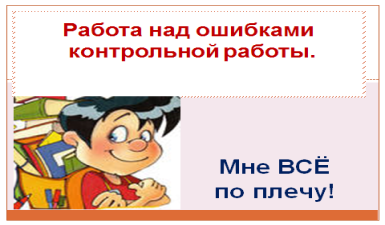 Работа над ошибками
контрольной работы.
Мне ВСЁ
по плечу!